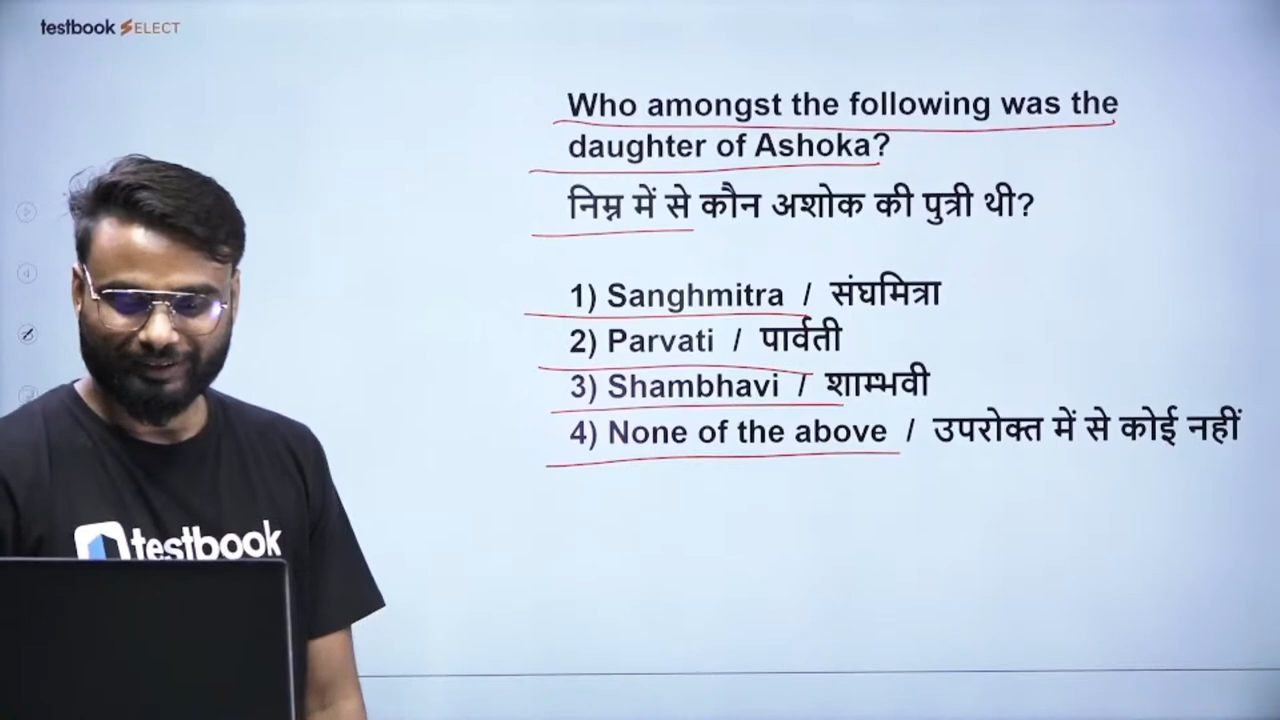 testbook SELECT
Who amongst the following was the
daughter of Ashoka?
निम्न में से कौन अशोक की पुत्री थी?
1) Sanghmitra / संघमित्रा
2) Parvati / पार्वती
3) Shambhavi / शाम्भवी
4) None of the above / उपरोक्त में से कोई नहीं
testbook